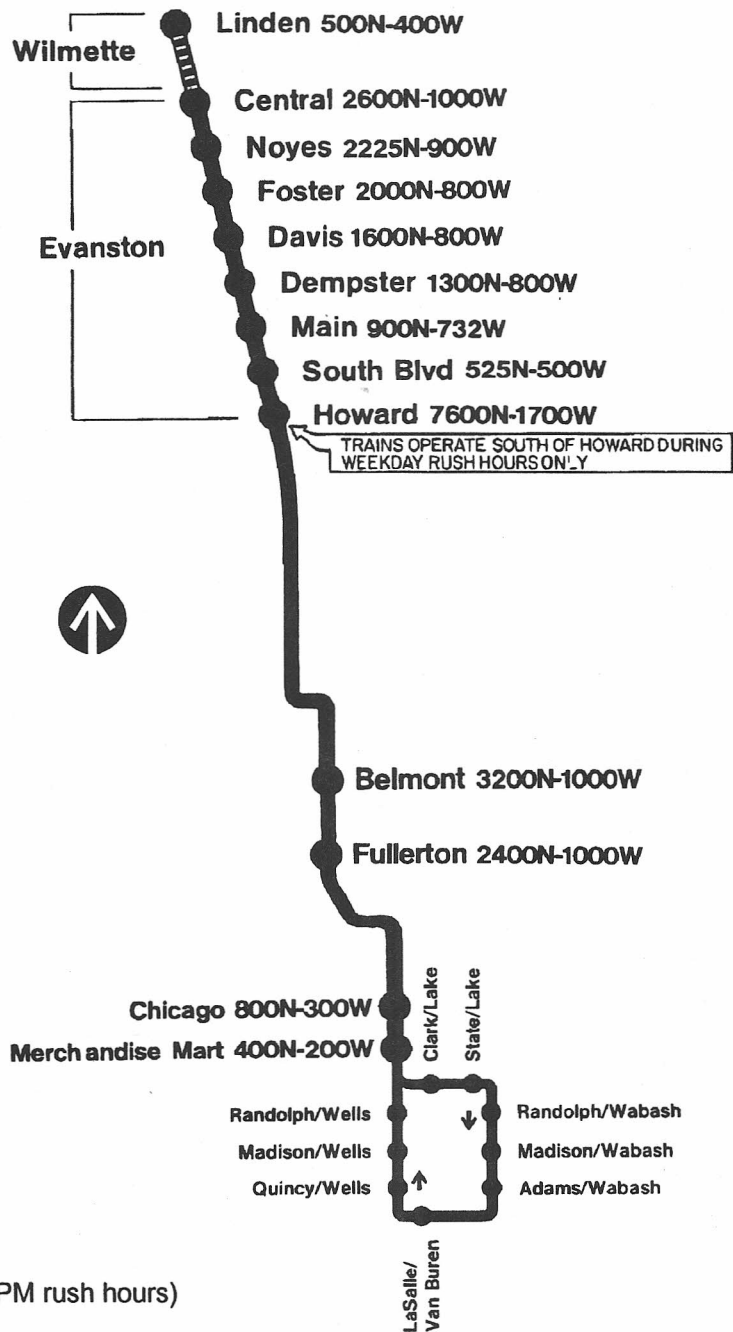 Linden 500N-400W
Wilmette
Central 2600N-1000W
Noyes 2225N-900W
Foster 2000N-800W
Evanston
Davis 1600N-800W
Dempster 1300N-800W
Main 900N-732W
South Blvd 525N-500W
Howard 7600N-1700W
TRAINS OPERATE SOUTH OF HOWARD DURING
WEEKDAY RUSH HOURS ONLY
Belmont 3200N-1000W
Fullerton 2400N-1000W
Chicago 800N-300W
Merchandise Mart 400N-200W
Clark/Lake
State/Lake
Randolph/Wells
Randolph/Wabash
Madison/Wells
Madison/Wabash
Quincy/Wells
Adams/Wabash
LaSalle/
Van Buren
PM rush hours)